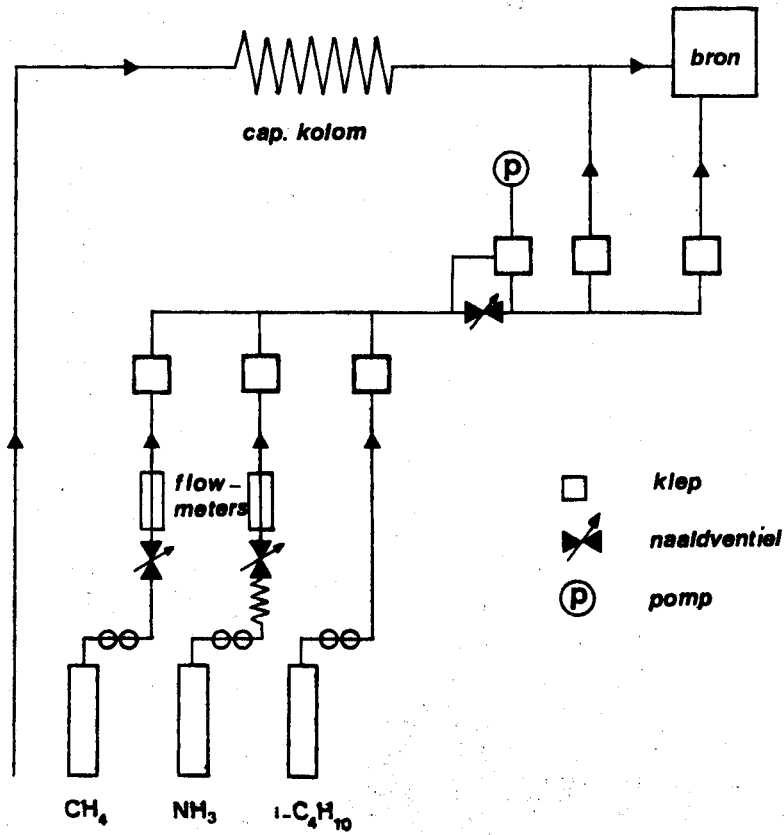 bron
cap. kolom
p
flow-
meters
klep
naaldventiel
p pomp
CH₄ NH₃ i-C₄H₁₀